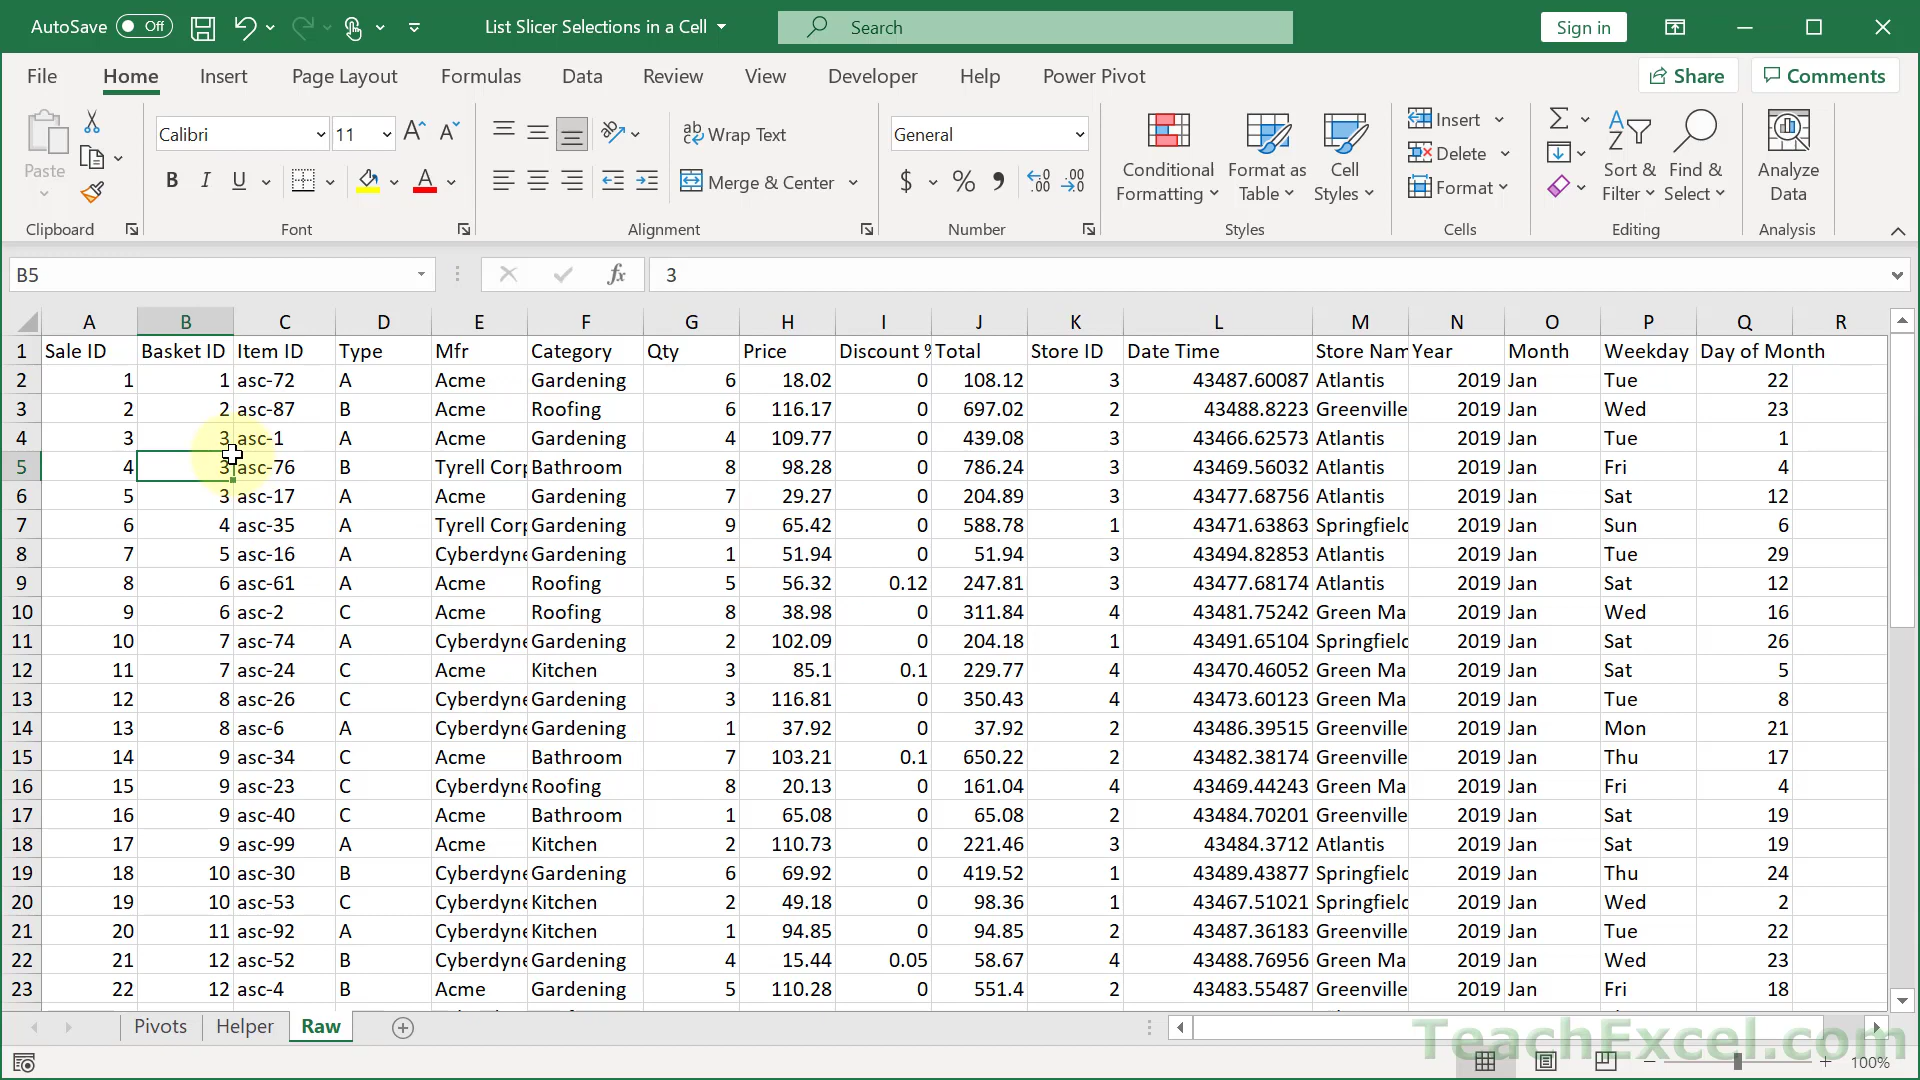 AutoSave Off List Slicer Selections in a Cell Search Sign in
File Home Insert Page Layout Formulas Data Review View Developer Help Power Pivot Share Comments
Calibri 11 ab Wrap Text General Insert
Paste Conditional Format as Cell Delete Sort & Find & Analyze
B I U A Merge & Center $ % Formatting Table Styles Format Filter Select Data
Clipboard Font Alignment Number Styles Cells Editing Analysis
B5 fx 3
A B C D E F G H I J K L M N O P Q R
1 Sale ID Basket ID Item ID Type Mfr Category Qty Price Discount % Total Store ID Date Time Store Nam Year Month Weekday Day of Month
2 1 1 asc-72 A Acme Gardening 6 18.02 0 108.12 3 43487.60087 Atlantis 2019 Jan Tue 22
3 2 2 asc-87 B Acme Roofing 6 116.17 0 697.02 2 43488.8223 Greenville 2019 Jan Wed 23
4 3 3 asc-1 A Acme Gardening 4 109.77 0 439.08 3 43466.62573 Atlantis 2019 Jan Tue 1
5 4 3 asc-76 B Tyrell Corp Bathroom 8 98.28 0 786.24 3 43469.56032 Atlantis 2019 Jan Fri 4
6 5 3 asc-17 A Acme Gardening 7 29.27 0 204.89 3 43477.68756 Atlantis 2019 Jan Sat 12
7 6 4 asc-35 A Tyrell Corp Gardening 9 65.42 0 588.78 1 43471.63863 Springfield 2019 Jan Sun 6
8 7 5 asc-16 A Cyberdyne Gardening 1 51.94 0 51.94 3 43494.82853 Atlantis 2019 Jan Tue 29
9 8 6 asc-61 A Acme Roofing 5 56.32 0.12 247.81 3 43477.68174 Atlantis 2019 Jan Sat 12
10 9 6 asc-2 C Acme Roofing 8 38.98 0 311.84 4 43481.75242 Green Ma 2019 Jan Wed 16
11 10 7 asc-74 A Cyberdyne Gardening 2 102.09 0 204.18 1 43491.65104 Springfield 2019 Jan Sat 26
12 11 7 asc-24 C Acme Kitchen 3 85.1 0.1 229.77 4 43470.46052 Green Ma 2019 Jan Sat 5
13 12 8 asc-26 C Cyberdyne Gardening 3 116.81 0 350.43 4 43473.60123 Green Ma 2019 Jan Tue 8
14 13 8 asc-6 A Cyberdyne Gardening 1 37.92 0 37.92 2 43486.39515 Greenville 2019 Jan Mon 21
15 14 9 asc-34 C Acme Bathroom 7 103.21 0.1 650.22 2 43482.38174 Greenville 2019 Jan Thu 17
16 15 9 asc-23 C Cyberdyne Roofing 8 20.13 0 161.04 4 43469.44243 Green Ma 2019 Jan Fri 4
17 16 9 asc-40 C Acme Bathroom 1 65.08 0 65.08 2 43484.70201 Greenville 2019 Jan Sat 19
18 17 9 asc-99 A Acme Kitchen 2 110.73 0 221.46 3 43484.3712 Atlantis 2019 Jan Sat 19
19 18 10 asc-30 B Cyberdyne Gardening 6 69.92 0 419.52 1 43489.43877 Springfield 2019 Jan Thu 24
20 19 10 asc-53 C Cyberdyne Kitchen 2 49.18 0 98.36 1 43467.51021 Springfield 2019 Jan Wed 2
21 20 11 asc-92 A Cyberdyne Kitchen 1 94.85 0 94.85 2 43487.36183 Greenville 2019 Jan Tue 22
22 21 12 asc-52 B Cyberdyne Gardening 4 15.44 0.05 58.67 4 43488.76956 Green Ma 2019 Jan Wed 23
23 22 12 asc-4 B Acme Gardening 5 110.28 0 551.4 2 43483.55487 Greenville 2019 Jan Fri 18
Pivots Helper Raw
TeachExcel.com
100%